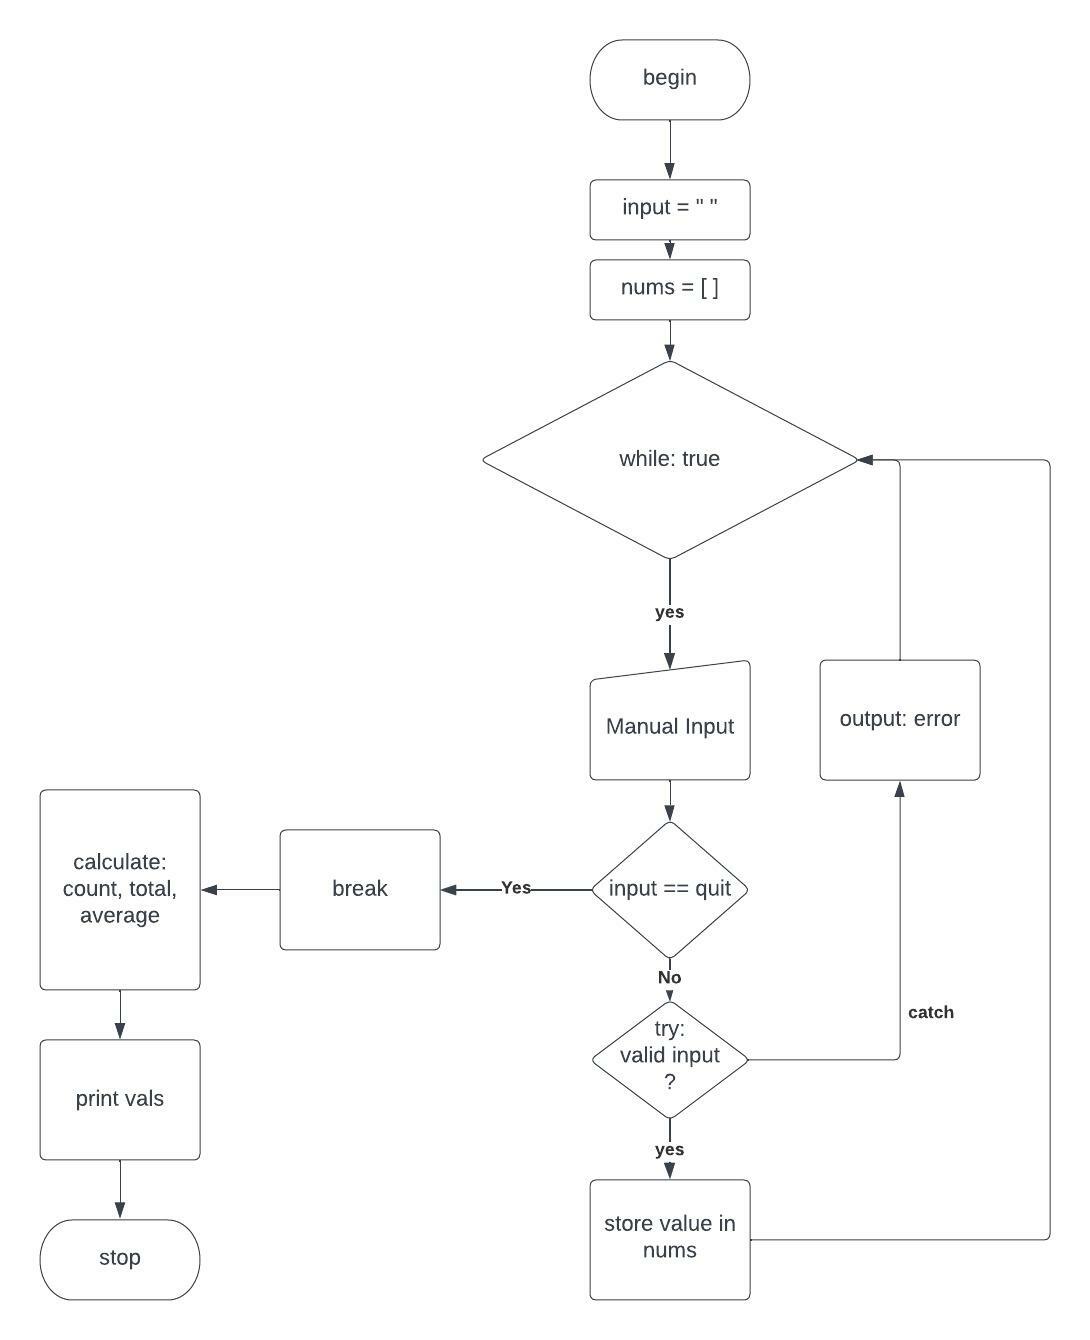 begin
input = " "
nums = [ ]
while: true
yes
Manual Input
output: error
input == quit
Yes
break
calculate:
count, total,
average
No
try:
valid input
?
catch
print vals
yes
store value in
nums
stop